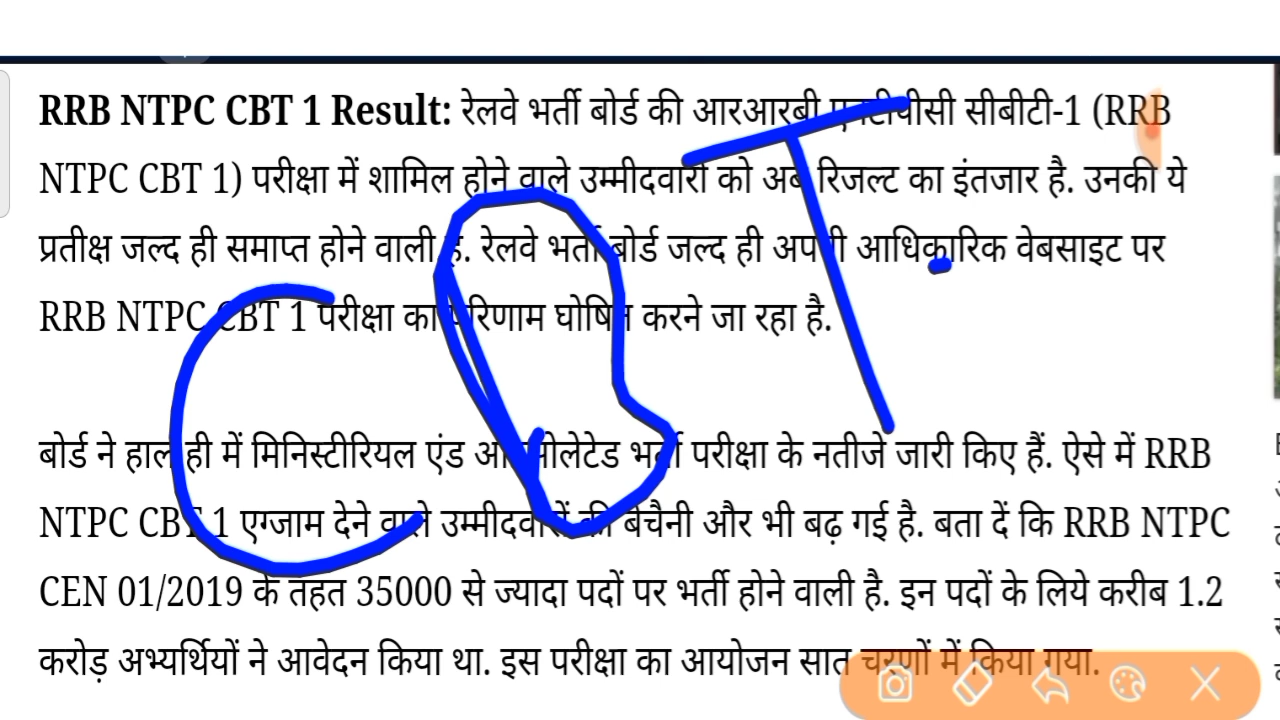 RRB NTPC CBT 1 Result: रेलवे भर्ती बोर्ड की आरआरबी एनटीपीसी सीबीटी-1 (RRB
NTPC CBT 1) परीक्षा में शामिल होने वाले उम्मीदवारों को अब रिजल्ट का इंतजार है. उनकी ये
प्रतीक्ष जल्द ही समाप्त होने वाली है. रेलवे भर्ती बोर्ड जल्द ही अपनी आधिकारिक वेबसाइट पर
RRB NTPC CBT 1 परीक्षा का परिणाम घोषित करने जा रहा है.
CBT
बोर्ड ने हाल ही में मिनिस्टीरियल एंड आइसोलेटेड भर्ती परीक्षा के नतीजे जारी किए हैं. ऐसे में RRB
NTPC CBT 1 एग्जाम देने वाले उम्मीदवारों की बेचैनी और भी बढ़ गई है. बता दें कि RRB NTPC
CEN 01/2019 के तहत 35000 से ज्यादा पदों पर भर्ती होने वाली है. इन पदों के लिये करीब 1.2
करोड़ अभ्यर्थियों ने आवेदन किया था. इस परीक्षा का आयोजन सात चरणों में किया गया.